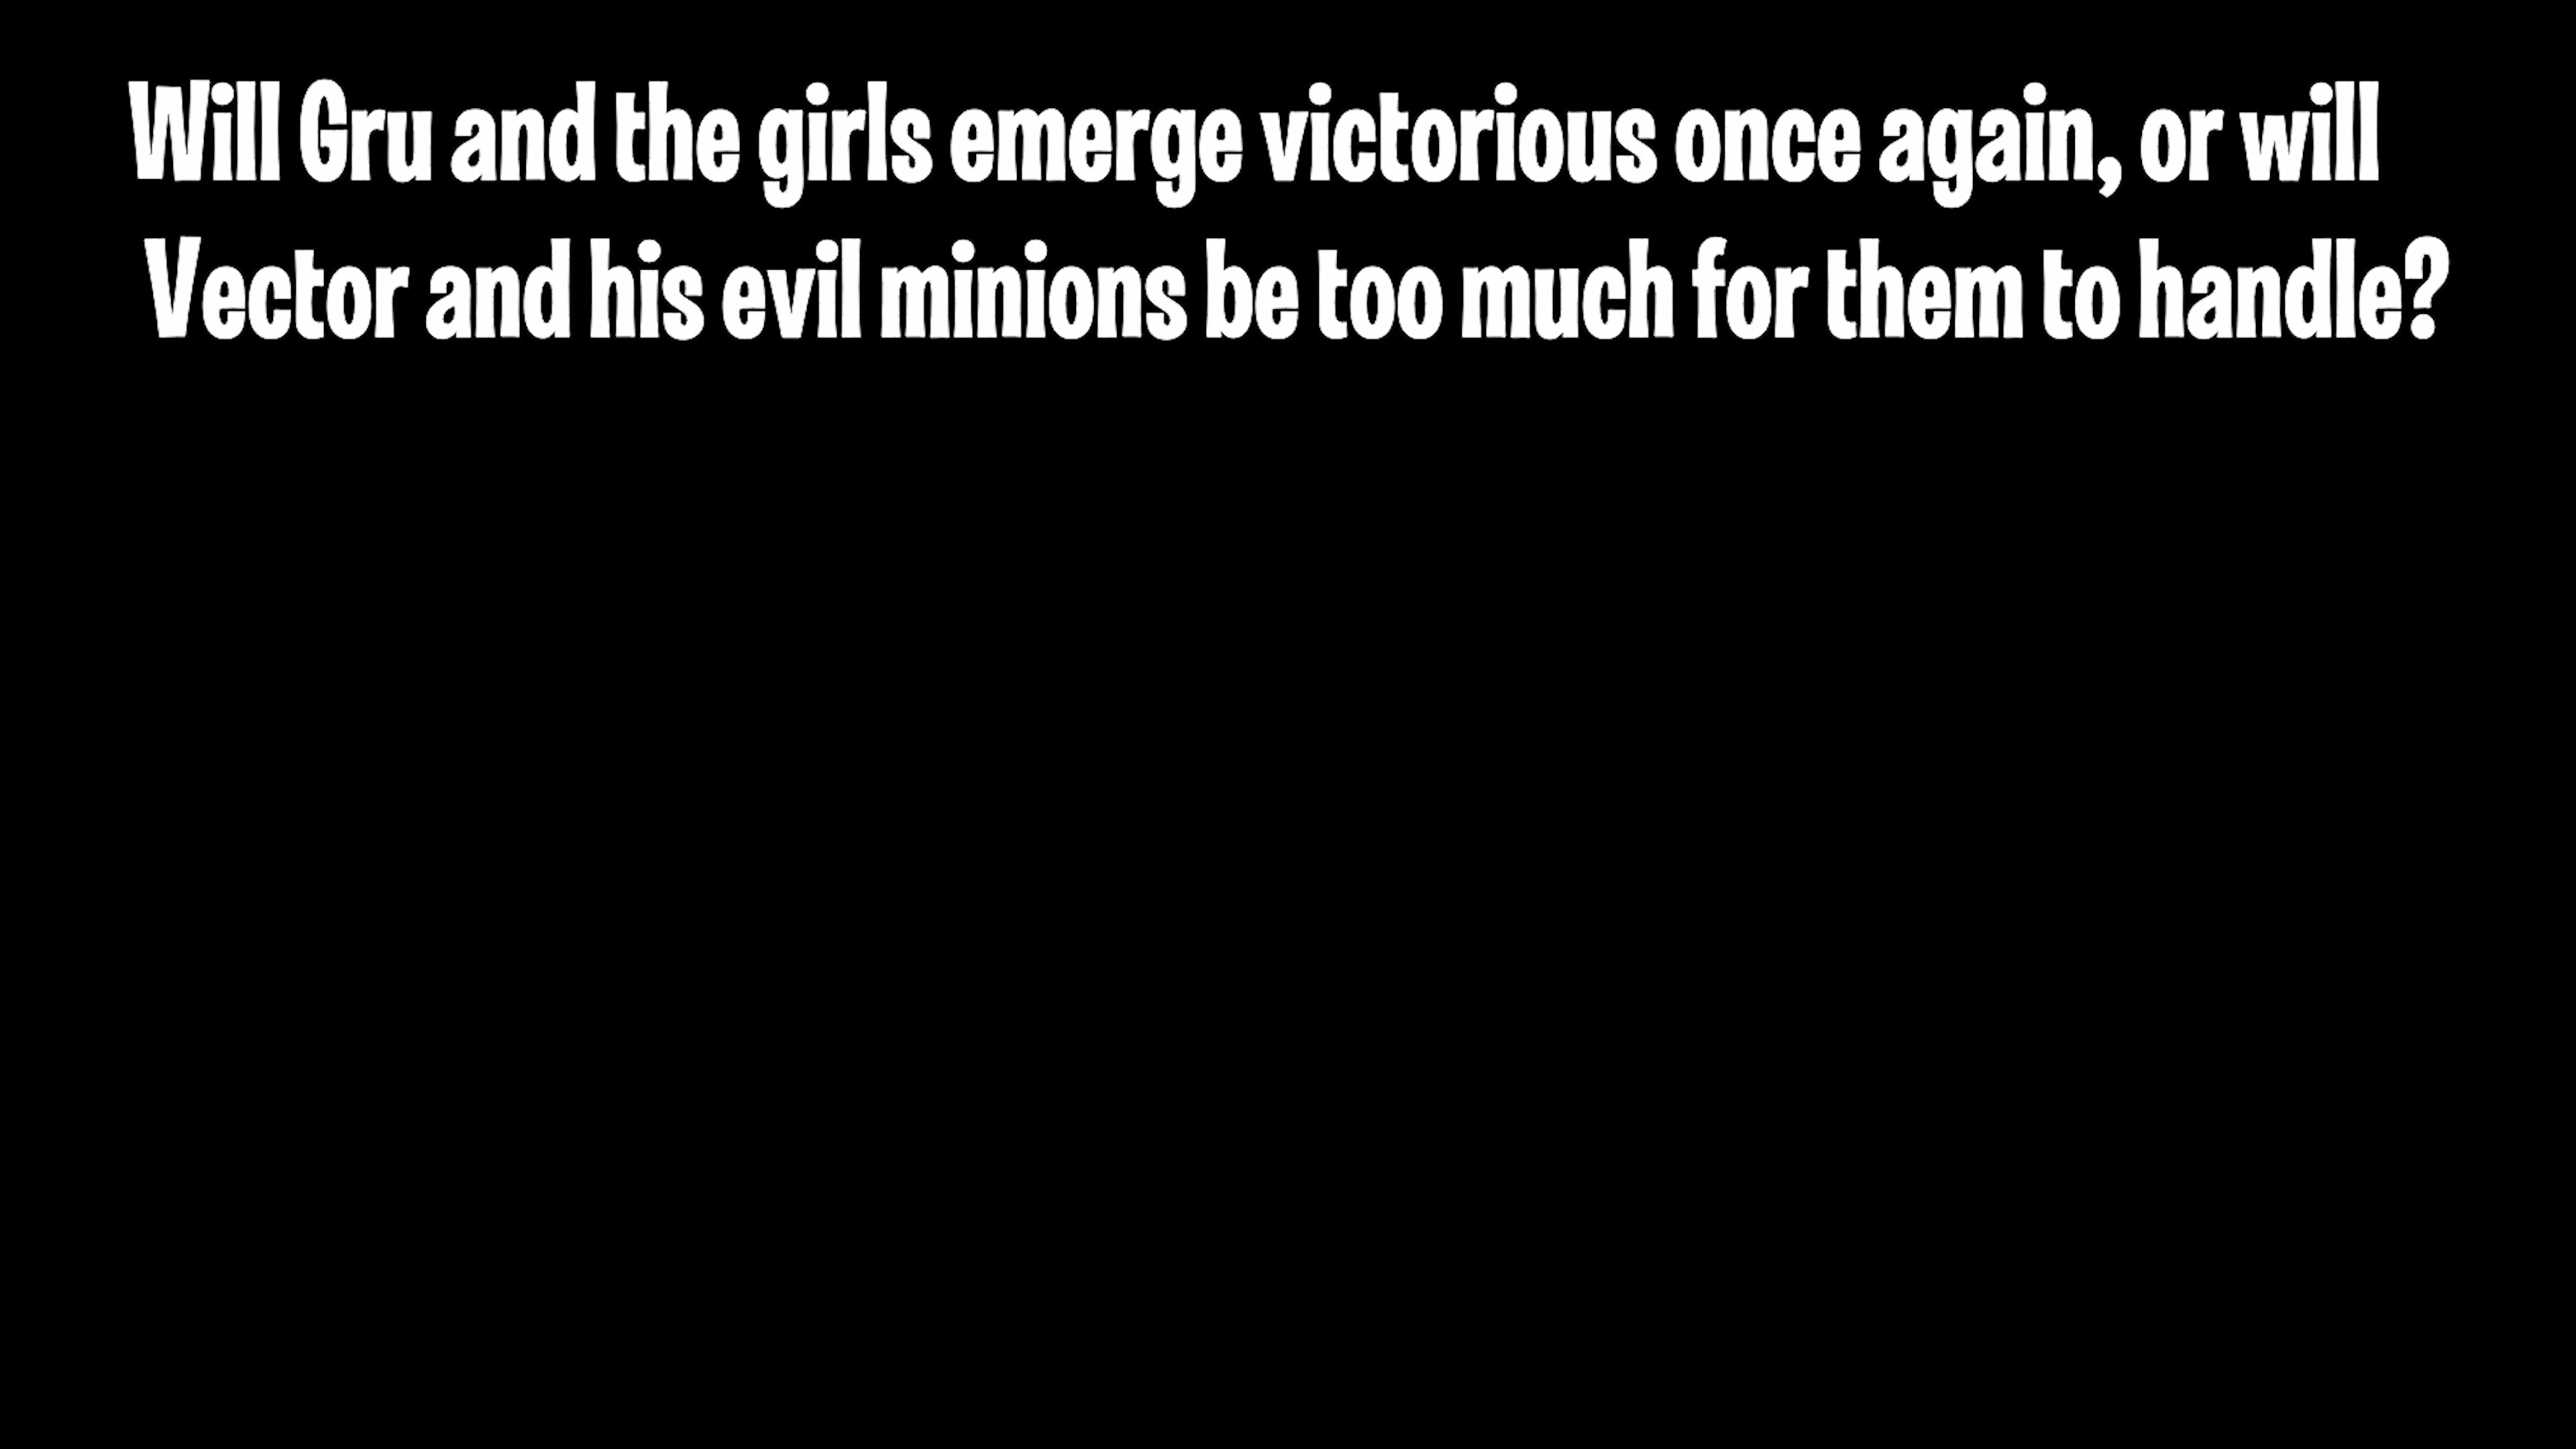 Will Gru and the girls emerge victorious once again, or will
Vector and his evil minions be too much for them to handle?